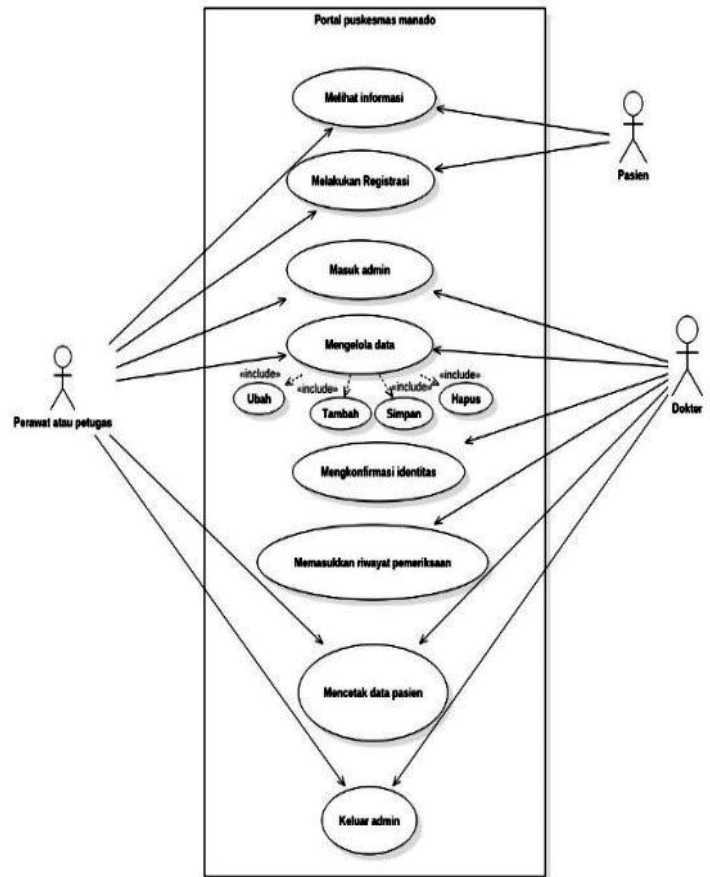 Portal puskesmas manado
Melihat informasi
Pasien
Melakukan Registrasi
Masuk admin
Mengelola data
«include»
«include»
«include»
«include»
Ubah
Tambah
Simpan
Hapus
Perawat atau petugas
Dokter
Mengkonfirmasi identitas
Memasukkan riwayat pemeriksaan
Mencetak data pasien
Keluar admin